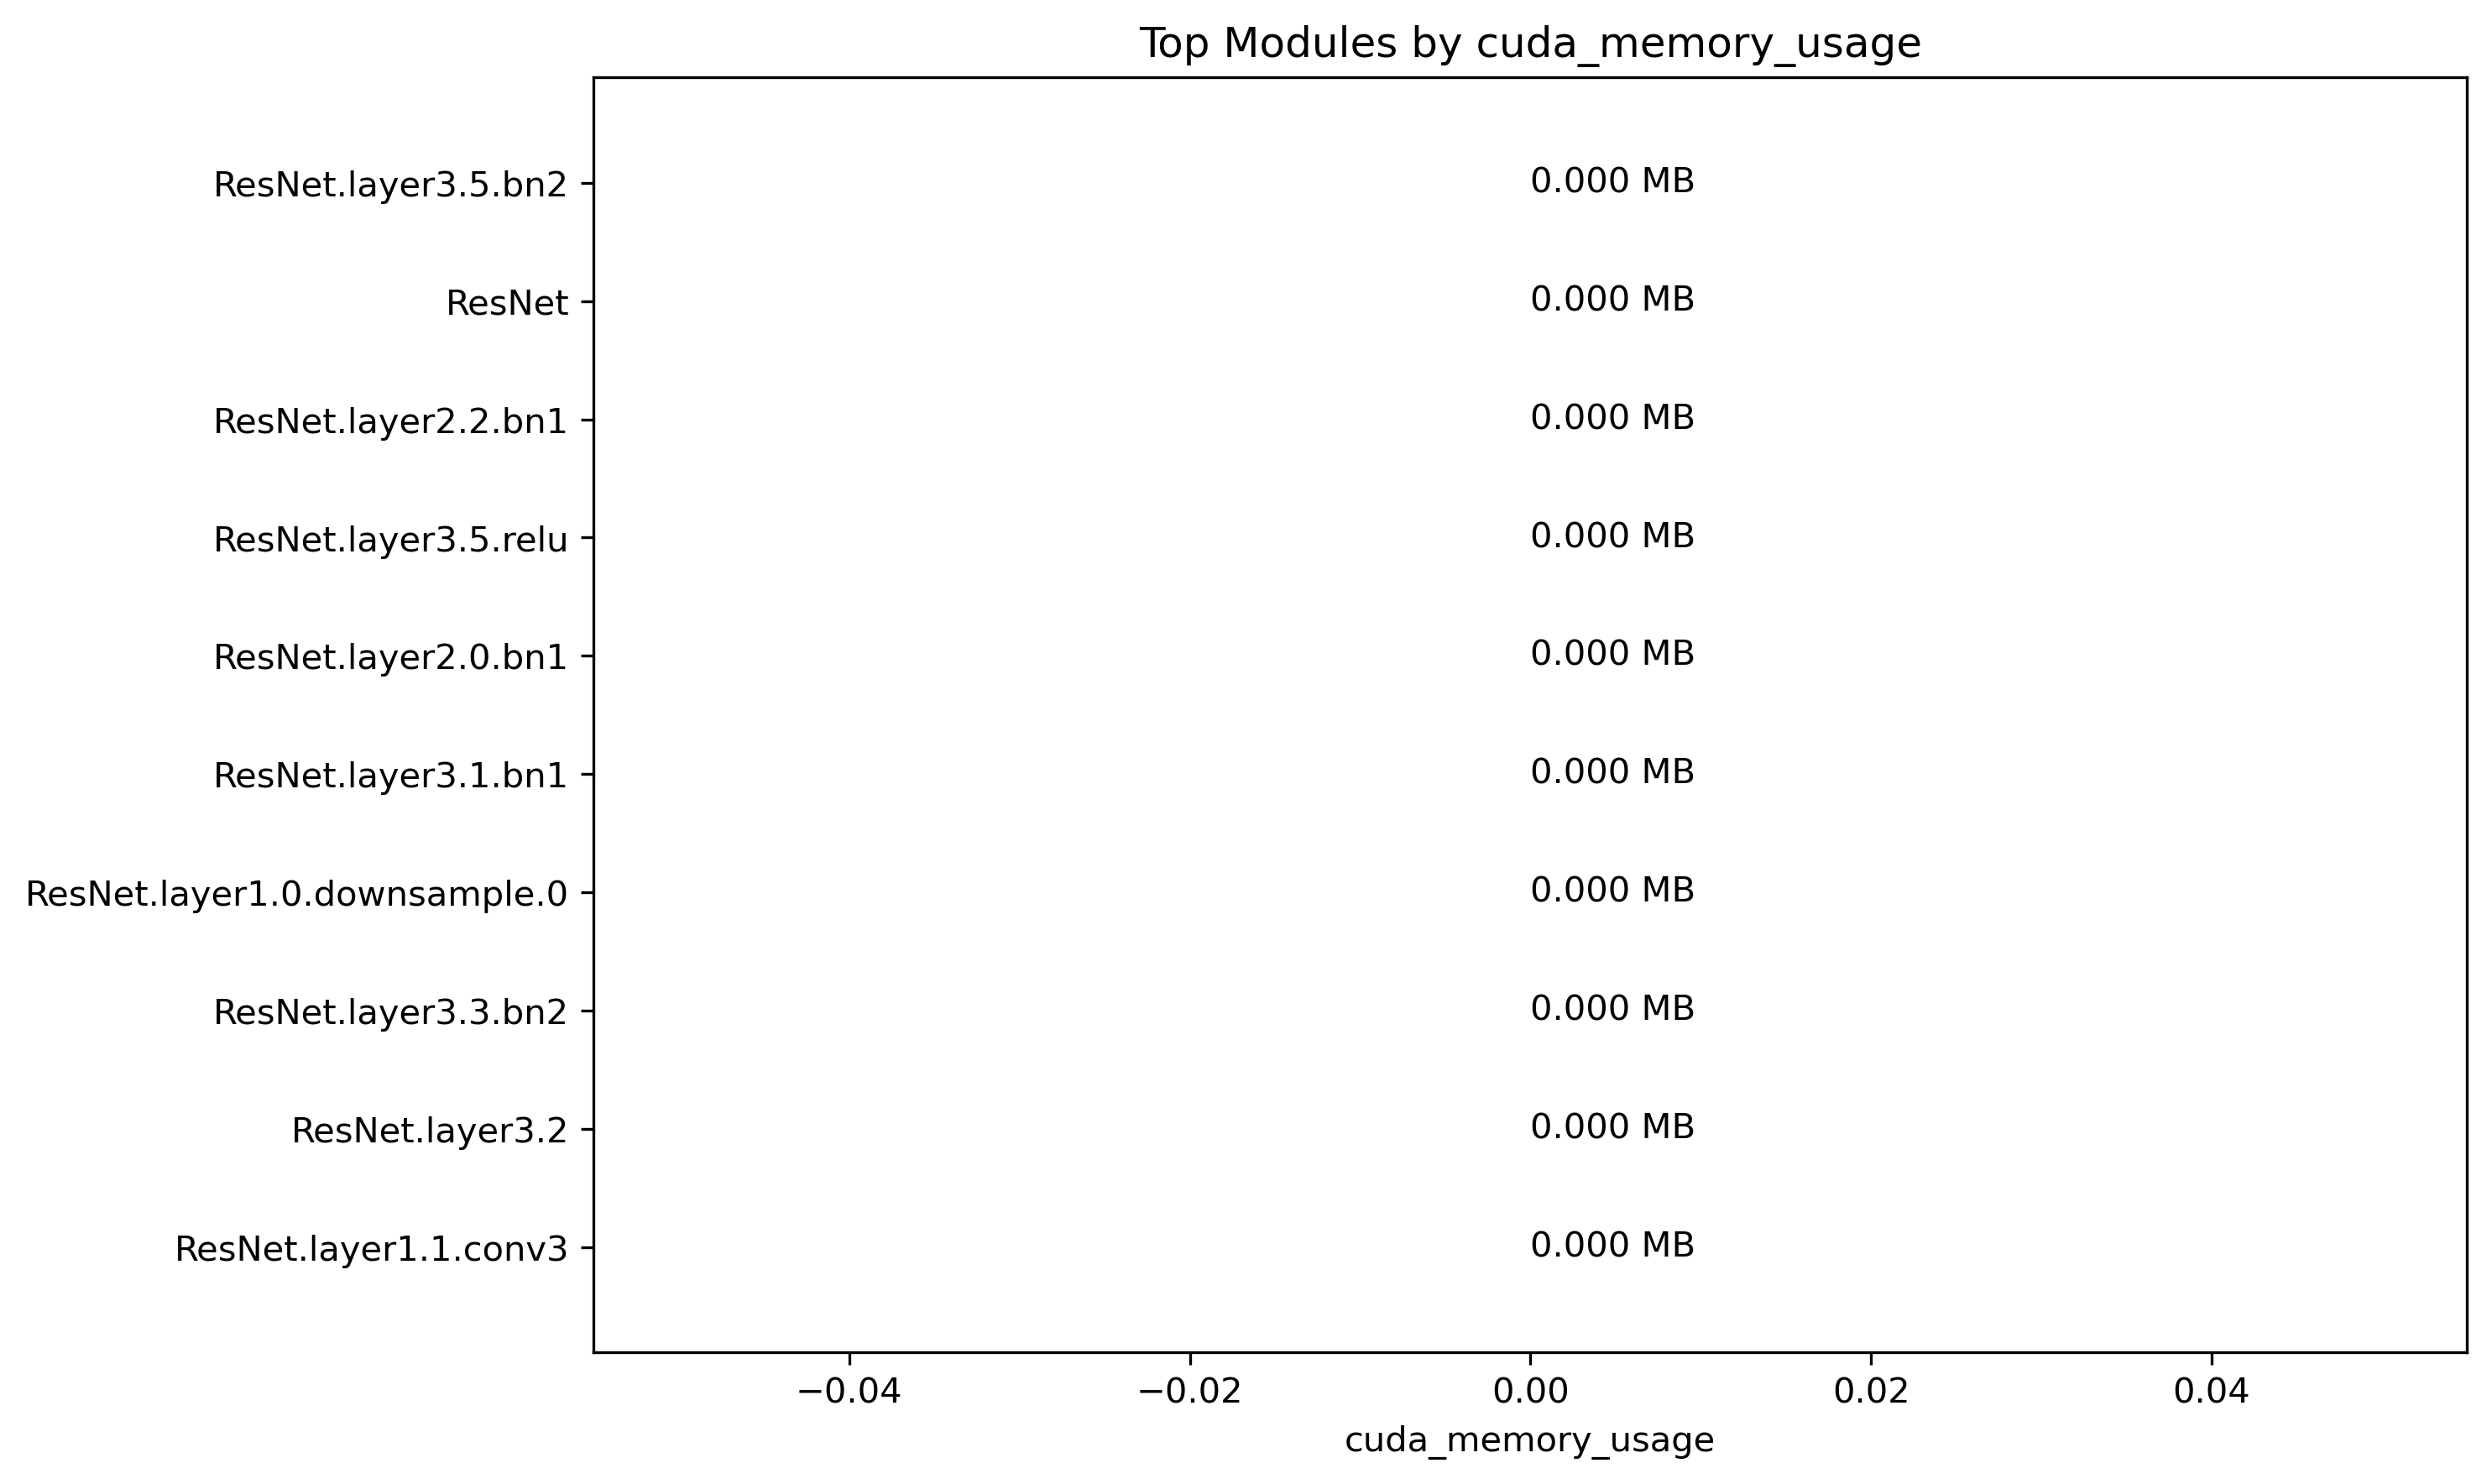 Top Modules by cuda_memory_usage
ResNet.layer3.5.bn2 0.000 MB
ResNet 0.000 MB
ResNet.layer2.2.bn1 0.000 MB
ResNet.layer3.5.relu 0.000 MB
ResNet.layer2.0.bn1 0.000 MB
ResNet.layer3.1.bn1 0.000 MB
ResNet.layer1.0.downsample.0 0.000 MB
ResNet.layer3.3.bn2 0.000 MB
ResNet.layer3.2 0.000 MB
ResNet.layer1.1.conv3 0.000 MB
−0.04 −0.02 0.00 0.02 0.04
cuda_memory_usage